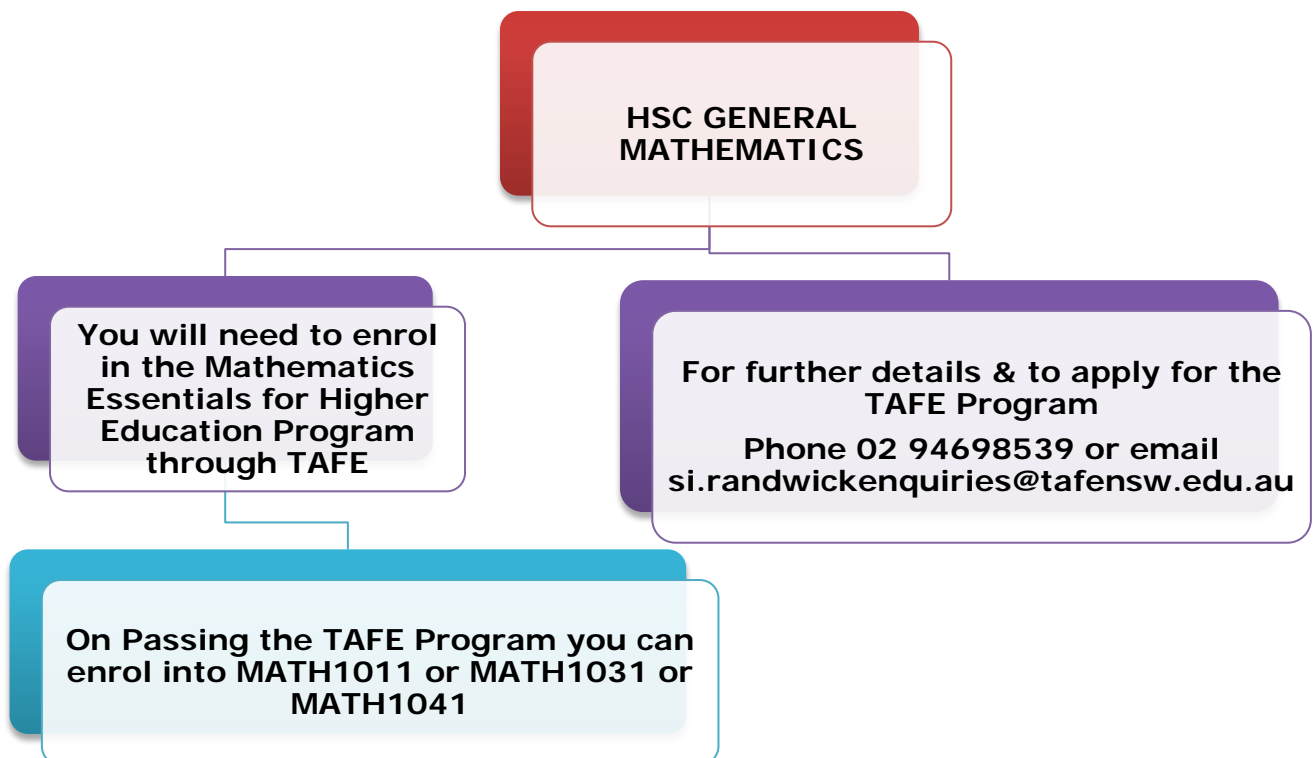 HSC GENERAL
MATHEMATICS
You will need to enrol
in the Mathematics
Essentials for Higher
Education Program
through TAFE
For further details & to apply for the
TAFE Program
Phone 02 94698539 or email
si.randwickenquiries@tafensw.edu.au
On Passing the TAFE Program you can
enrol into MATH1011 or MATH1031 or
MATH1041